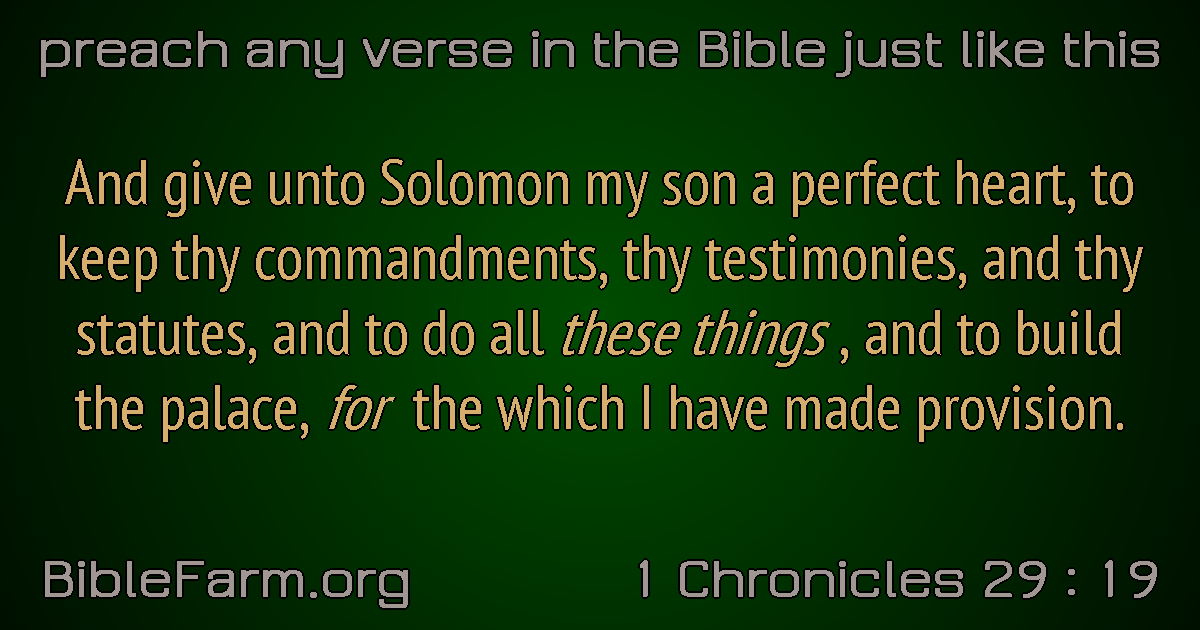 preach any verse in the Bible just like this
And give unto Solomon my son a perfect heart, to
keep thy commandments, thy testimonies, and thy
statutes, and to do all these things , and to build
the palace, for the which I have made provision.
BibleFarm.org
1 Chronicles 29 : 19